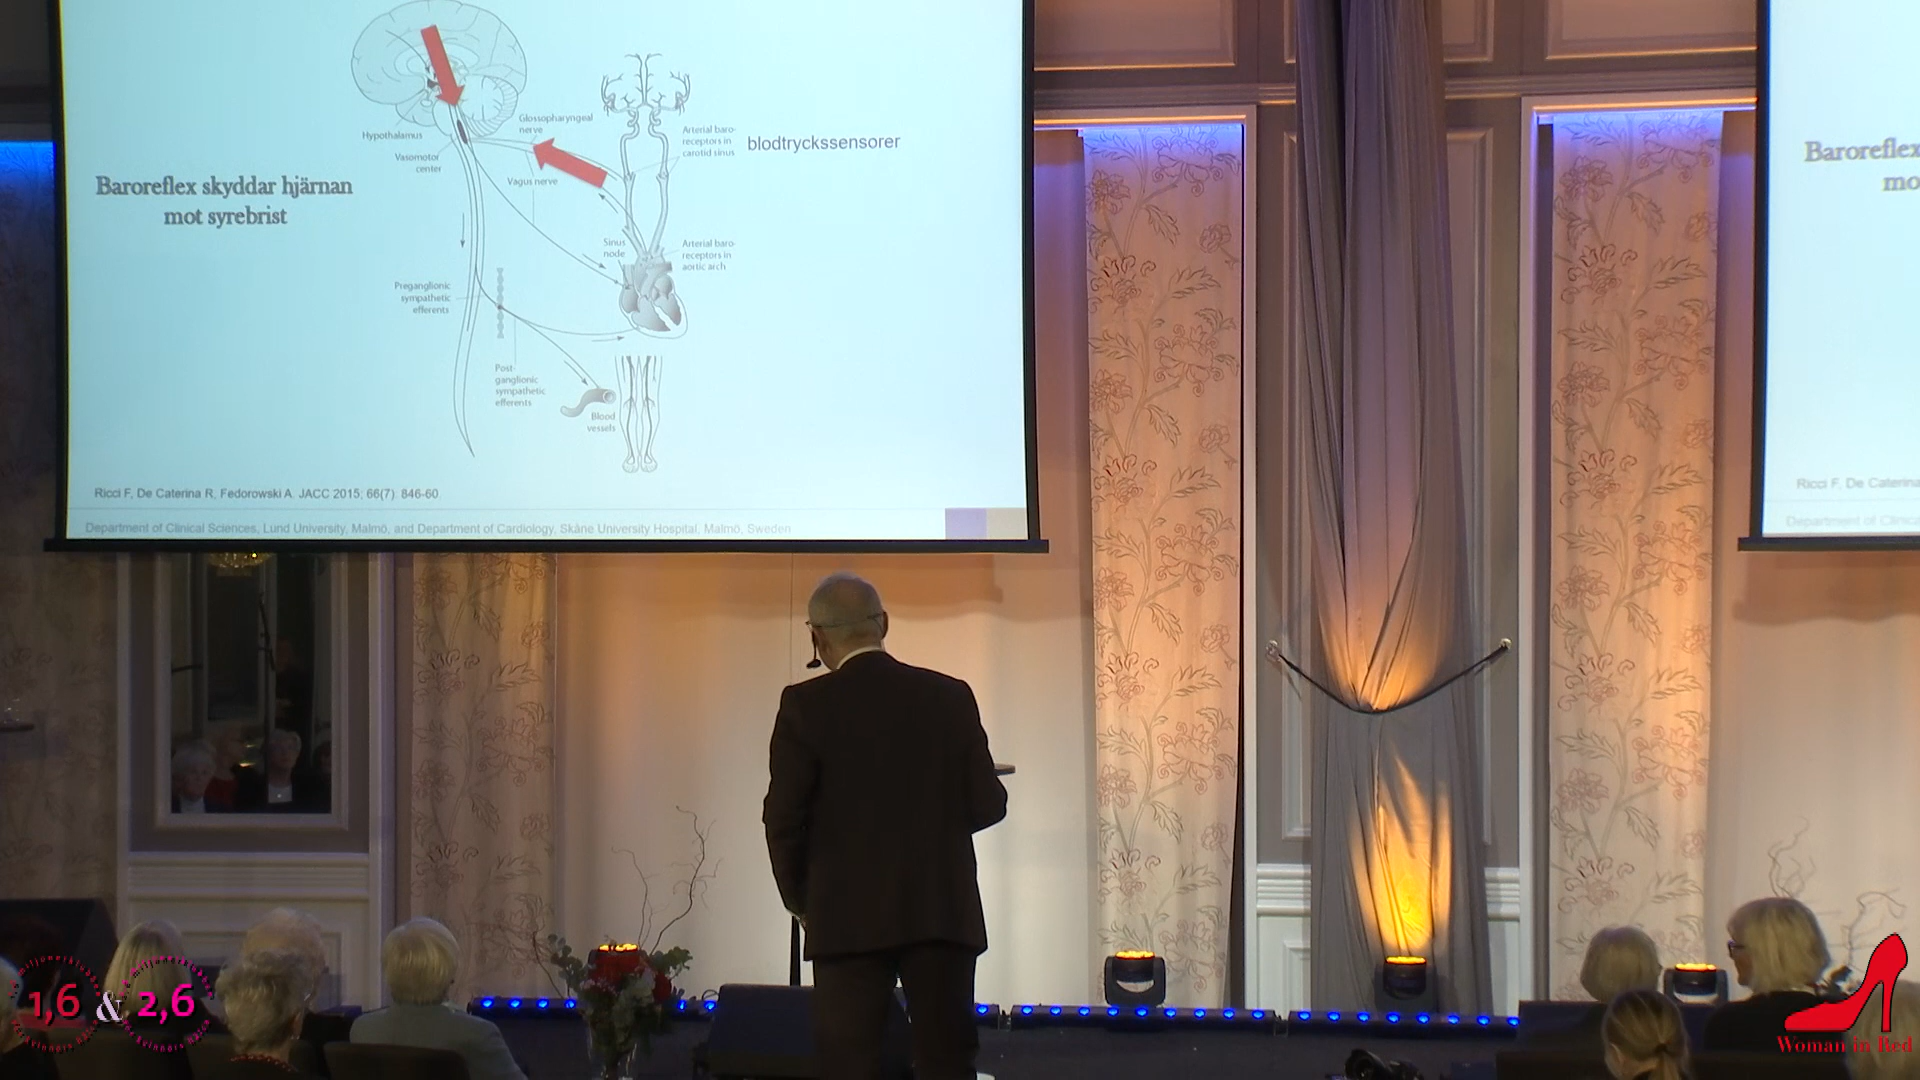 Baroreflex skyddar hjärnan
mot syrebrist
Hypothalamus
Vasomotor
center
Glossopharyngeal
nerve
Vagus nerve
Arterial baro-
receptors in
carotid sinus
blodtryckssensorer
Sinus
node
Arterial baro-
receptors in
aortic arch
Preganglionic
sympathetic
efferents
Post-
ganglionic
sympathetic
efferents
Blood
vessels
Ricci F, De Caterina R, Fedorowski A. JACC 2015; 66(7): 846-60.
Department of Clinical Sciences, Lund University, Malmö, and Department of Cardiology, Skåne University Hospital, Malmö, Sweden
Baroreflex
mo
Ricci F, De Caterina
Department of Clinica
1,6 & 2,6
Woman in Red